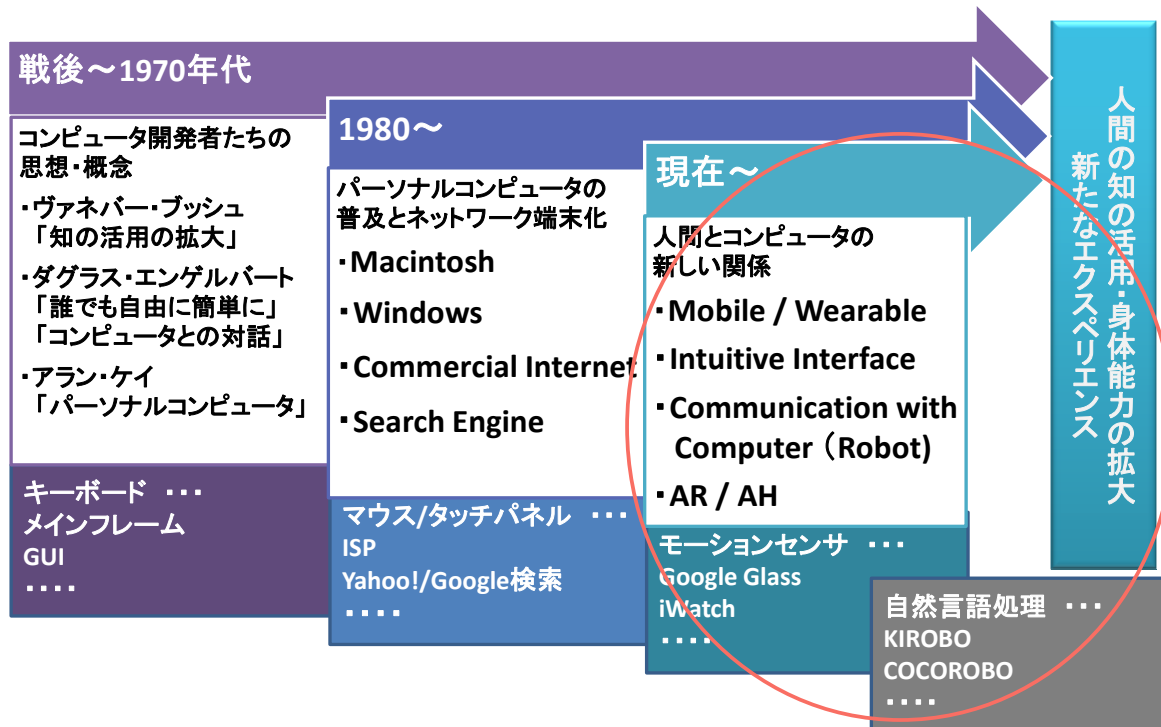 戦後～1970年代
コンピュータ開発者たちの
思想・概念
・ヴァネバー・ブッシュ
「知の活用の拡大」
・ダグラス・エンゲルバート
「誰でも自由に簡単に」
「コンピュータとの対話」
・アラン・ケイ
「パーソナルコンピュータ」
キーボード ・・・
メインフレーム
GUI
・・・・
1980～
パーソナルコンピュータの
普及とネットワーク端末化
・Macintosh
・Windows
・Commercial Internet
・Search Engine
マウス/タッチパネル ・・・
ISP
Yahoo!/Google検索
・・・・
現在～
人間とコンピュータの
新しい関係
・Mobile / Wearable
・Intuitive Interface
・Communication with
Computer （Robot)
・AR / AH
モーションセンサ ・・・
Google Glass
iWatch
・・・・
自然言語処理 ・・・
KIROBO
COCOROBO
・・・・
人間の知の活用・身体能力の拡大
新たなエクスペリエンス